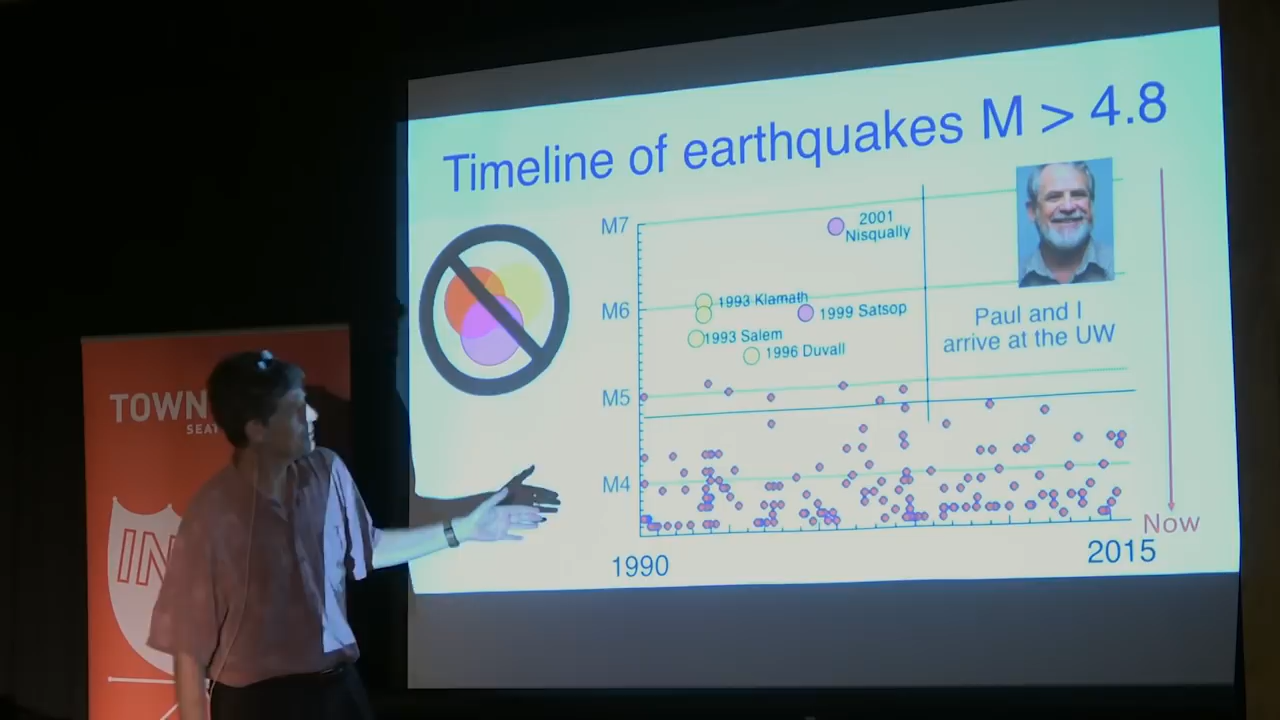 Timeline of earthquakes M > 4.8
M7
2001
Nisqually
M6
1993 Klamath
1999 Satsop
1993 Salem
1996 Duvall
Paul and I
arrive at the UW
M5
M4
Now
1990
2015
TOWN
SEAT
IN